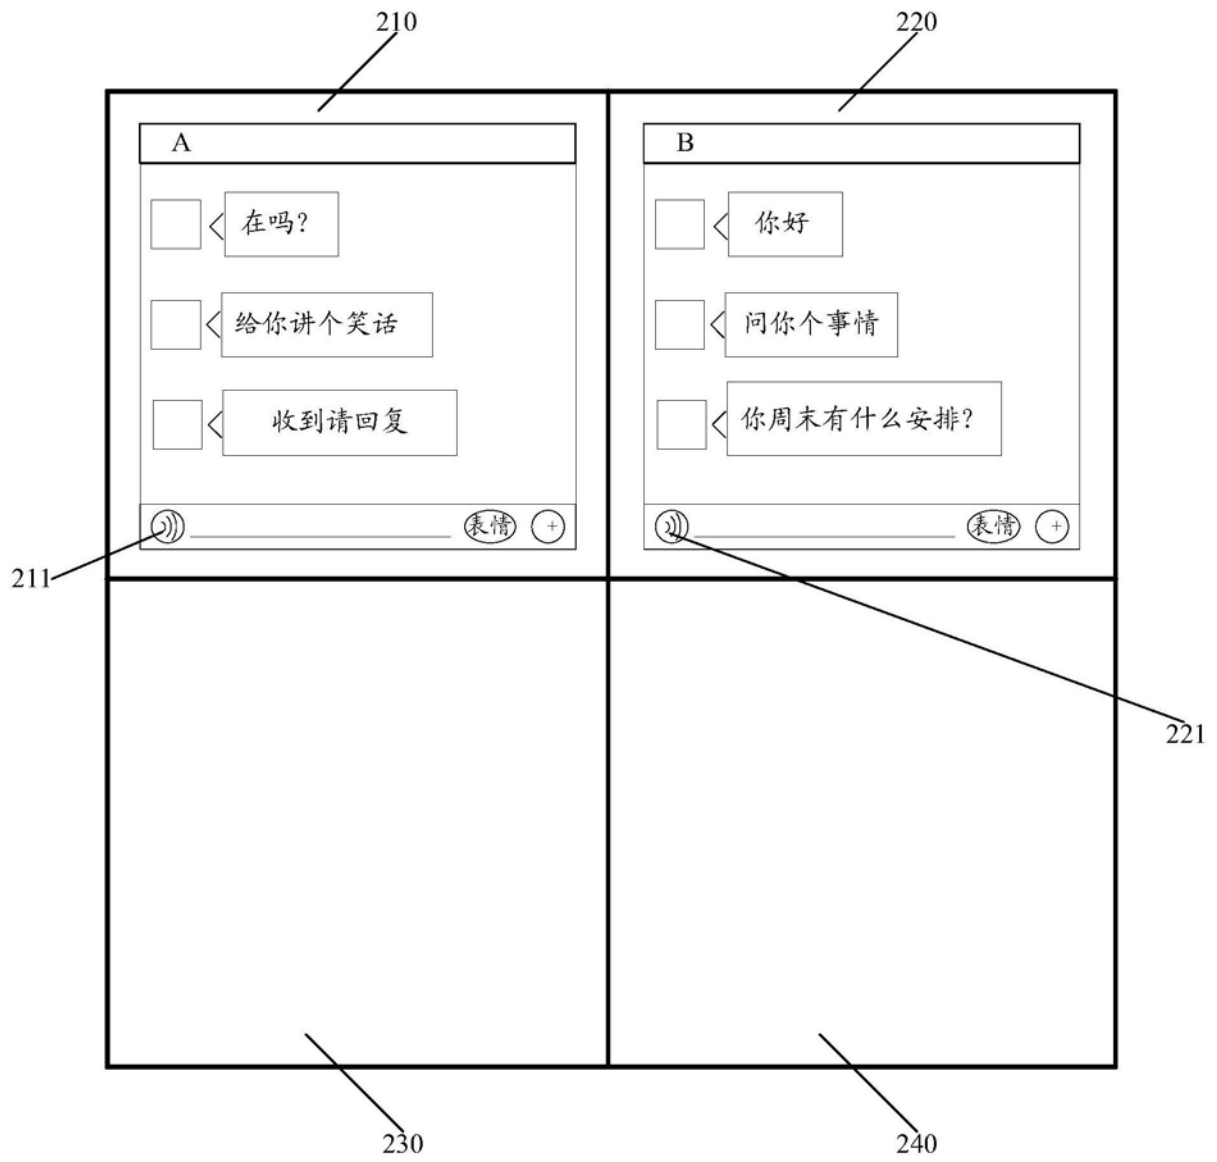 210
220
A
在吗?
给你讲个笑话
收到请回复
表情 +
211
B
你好
问你个事情
你周末有什么安排?
表情 +
221
230
240